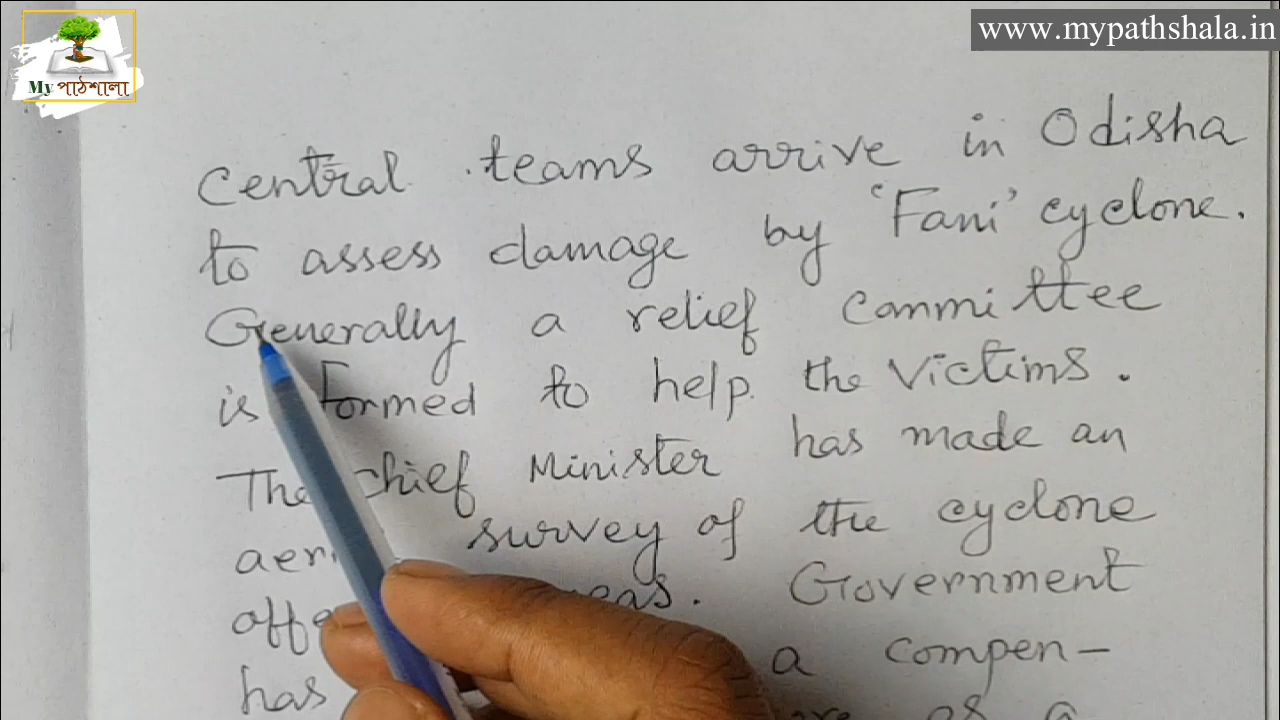 www.mypathshala.in
My পাঠশালা
Central teams arrive in Odisha
to assess damage by 'Fani' cyclone.
Generally a relief committee
is formed to help the victims.
The chief Minister has made an
survey of the cyclone
Government
has a compen-
as a